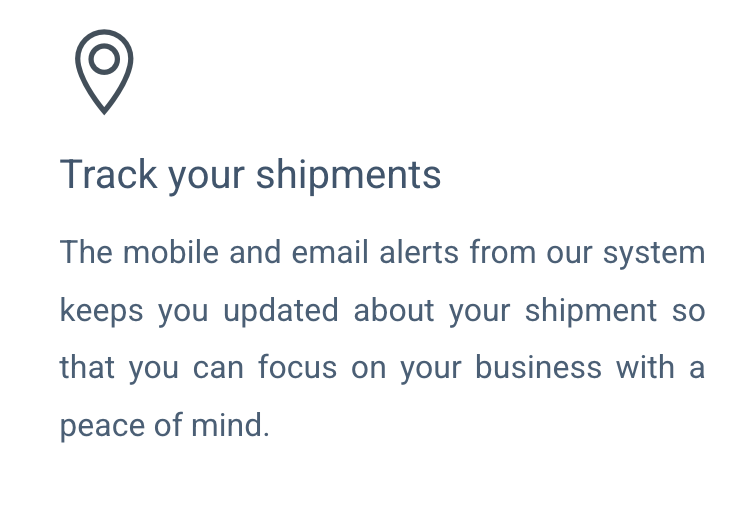 Track your shipments
The mobile and email alerts from our system
keeps you updated about your shipment so
that you can focus on your business with a
peace of mind.